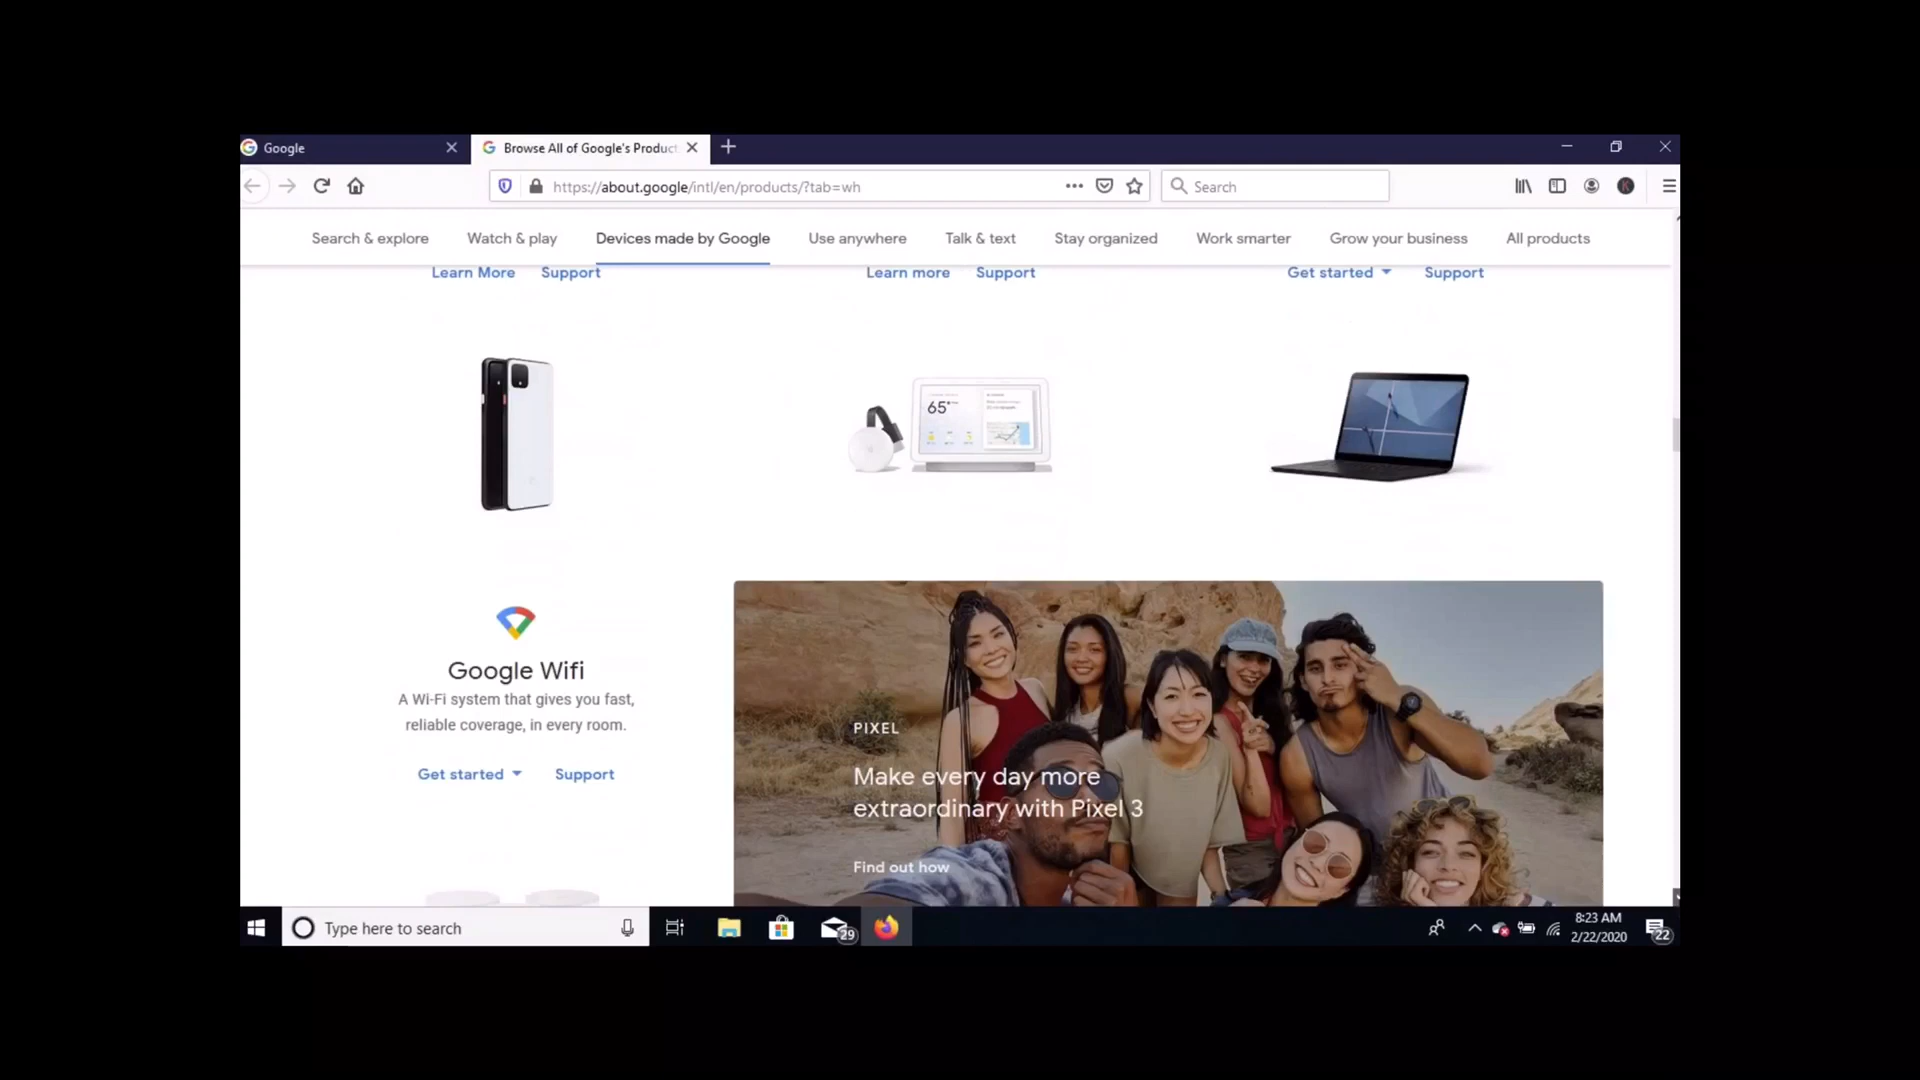 Google
Browse All of Google's Product
https://about.google/intl/en/products/?tab=wh
Search
Search & explore
Watch & play
Devices made by Google
Use anywhere
Talk & text
Stay organized
Work smarter
Grow your business
All products
Learn More Support
Learn more Support
Get started Support
65°
Google Wifi
A Wi-Fi system that gives you fast,
reliable coverage, in every room.
Get started Support
PIXEL
Make every day more
extraordinary with Pixel 3
Find out how
Type here to search
29
8:23 AM
2/22/2020
22